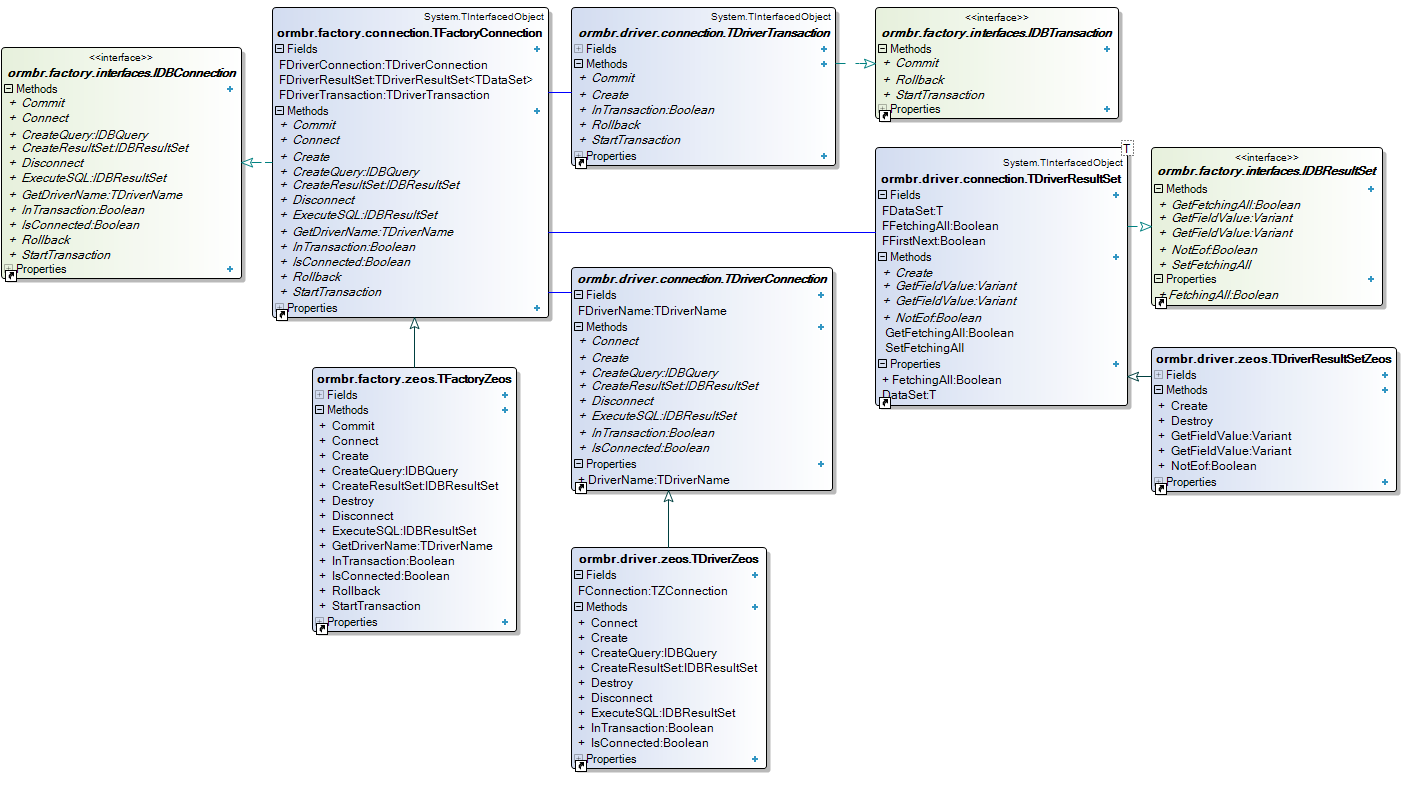 <<interface>>
ormbr.factory.interfaces.IDBConnection
Methods
+ Commit
+ Connect
+ CreateQuery:IDBQuery
+ CreateResultSet:IDBResultSet
+ Disconnect
+ ExecuteSQL:IDBResultSet
+ GetDriverName:TDriverName
+ InTransaction:Boolean
+ IsConnected:Boolean
+ Rollback
+ StartTransaction
Properties
System.TInterfacedObject
ormbr.factory.connection.TFactoryConnection
Fields
FDriverConnection:TDriverConnection
FDriverResultSet:TDriverResultSet<TDataSet>
FDriverTransaction:TDriverTransaction
Methods
+ Commit
+ Connect
+ Create
+ CreateQuery:IDBQuery
+ CreateResultSet:IDBResultSet
+ Disconnect
+ ExecuteSQL:IDBResultSet
+ GetDriverName:TDriverName
+ InTransaction:Boolean
+ IsConnected:Boolean
+ Rollback
+ StartTransaction
Properties
System.TInterfacedObject
ormbr.driver.connection.TDriverTransaction
Fields
Methods
+ Commit
+ Create
+ InTransaction:Boolean
+ Rollback
+ StartTransaction
Properties
<<interface>>
ormbr.factory.interfaces.IDBTransaction
Methods
+ Commit
+ Rollback
+ StartTransaction
Properties
T
System.TInterfacedObject
ormbr.driver.connection.TDriverResultSet
Fields
FDataSet:T
FFetchingAll:Boolean
FFirstNext:Boolean
Methods
+ Create
+ GetFieldValue:Variant
+ GetFieldValue:Variant
+ NotEof:Boolean
GetFetchingAll:Boolean
SetFetchingAll
Properties
+ FetchingAll:Boolean
DataSet:T
<<interface>>
ormbr.factory.interfaces.IDBResultSet
Methods
+ GetFetchingAll:Boolean
+ GetFieldValue:Variant
+ GetFieldValue:Variant
+ NotEof:Boolean
+ SetFetchingAll
Properties
+ FetchingAll:Boolean
ormbr.driver.connection.TDriverConnection
Fields
FDriverName:TDriverName
Methods
+ Connect
+ Create
+ CreateQuery:IDBQuery
+ CreateResultSet:IDBResultSet
+ Disconnect
+ ExecuteSQL:IDBResultSet
+ InTransaction:Boolean
+ IsConnected:Boolean
Properties
+ DriverName:TDriverName
ormbr.driver.zeos.TDriverResultSetZeos
Fields
Methods
+ Create
+ Destroy
+ GetFieldValue:Variant
+ GetFieldValue:Variant
+ NotEof:Boolean
Properties
ormbr.factory.zeos.TFactoryZeos
Fields
Methods
+ Commit
+ Connect
+ Create
+ CreateQuery:IDBQuery
+ CreateResultSet:IDBResultSet
+ Destroy
+ Disconnect
+ ExecuteSQL:IDBResultSet
+ GetDriverName:TDriverName
+ InTransaction:Boolean
+ IsConnected:Boolean
+ Rollback
+ StartTransaction
Properties
ormbr.driver.zeos.TDriverZeos
Fields
FConnection:TZConnection
Methods
+ Connect
+ Create
+ CreateQuery:IDBQuery
+ CreateResultSet:IDBResultSet
+ Destroy
+ Disconnect
+ ExecuteSQL:IDBResultSet
+ InTransaction:Boolean
+ IsConnected:Boolean
Properties